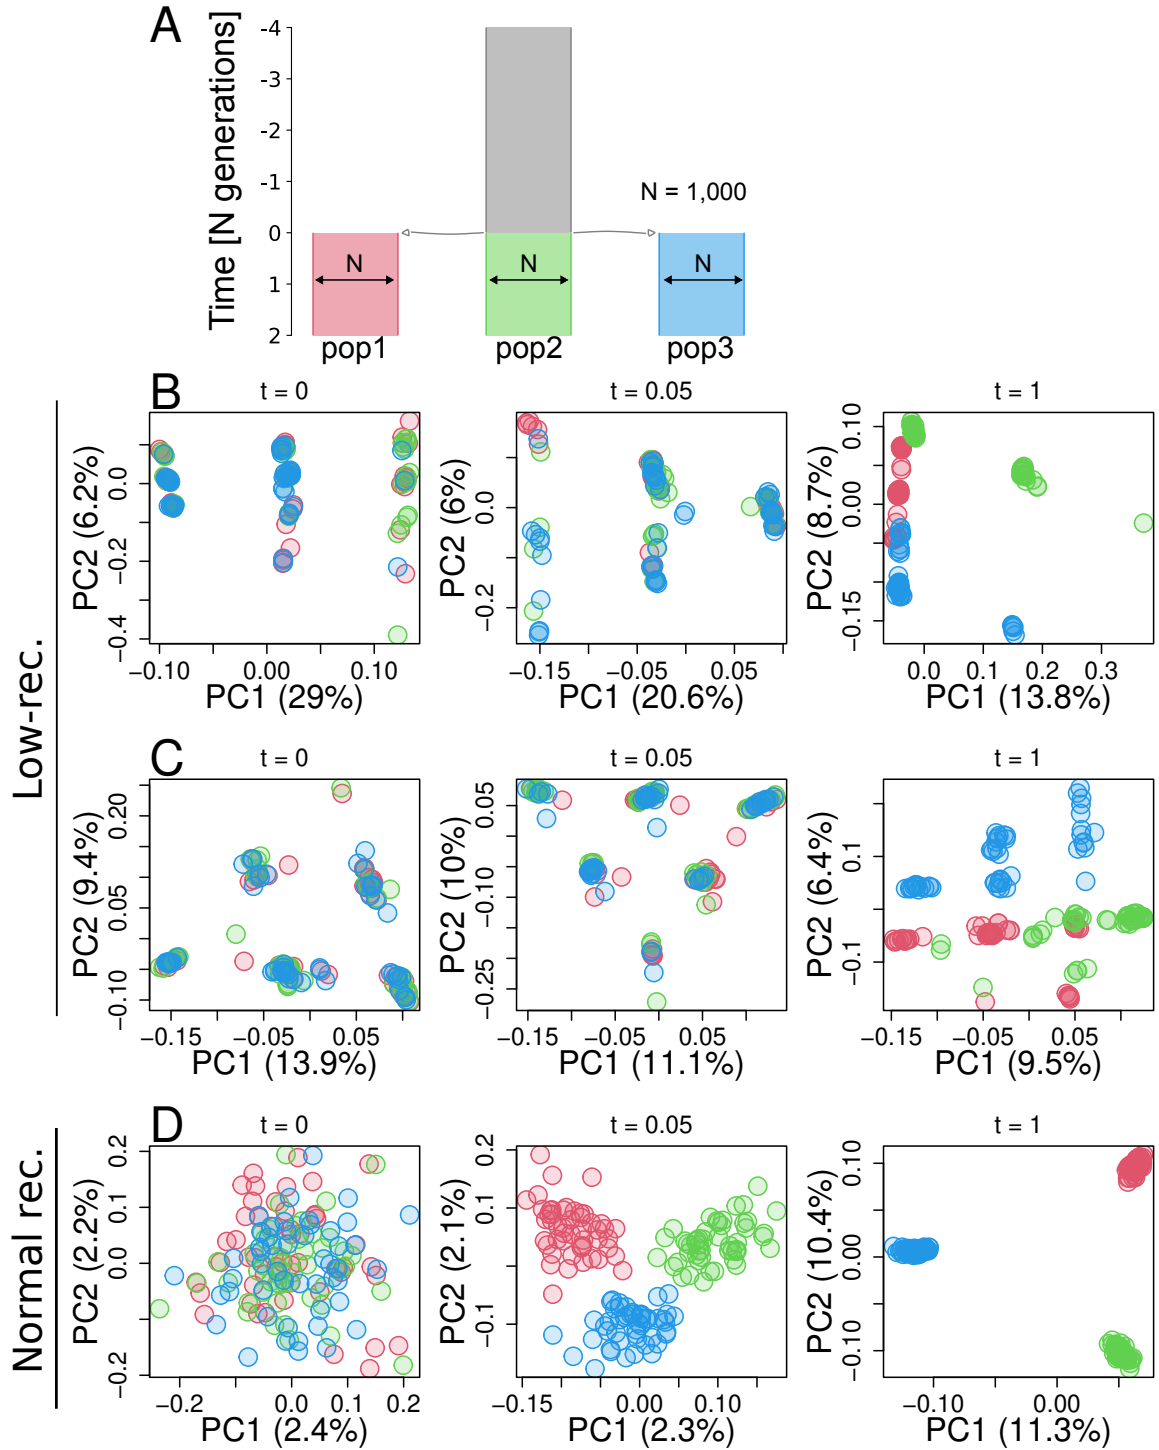 A
Time [N generations]
-4
-3
-2
-1
0
1
2
N = 1,000
N
N
N
pop1
pop2
pop3
Low-rec.
B
t = 0
t = 0.05
t = 1
PC2 (6.2%)
0.0
−0.2
−0.4
−0.10
0.00
0.10
PC1 (29%)
PC2 (6%)
0.0
−0.2
−0.15
−0.05
0.05
PC1 (20.6%)
PC2 (8.7%)
0.10
0.00
−0.15
0.0
0.1
0.2
0.3
PC1 (13.8%)
C
t = 0
t = 0.05
t = 1
PC2 (9.4%)
0.20
0.05
−0.10
−0.15
−0.05
0.05
PC1 (13.9%)
PC2 (10%)
0.05
−0.10
−0.25
−0.15
−0.05
0.05
PC1 (11.1%)
PC2 (6.4%)
0.1
−0.1
−0.15
−0.05
0.05
PC1 (9.5%)
Normal rec.
D
t = 0
t = 0.05
t = 1
PC2 (2.2%)
0.2
0.1
0.0
−0.2
−0.2
0.0
0.1
0.2
PC1 (2.4%)
PC2 (2.1%)
0.2
0.1
−0.1
−0.15
0.00
0.10
PC1 (2.3%)
PC2 (10.4%)
0.10
0.00
−0.10
−0.10
0.00
PC1 (11.3%)